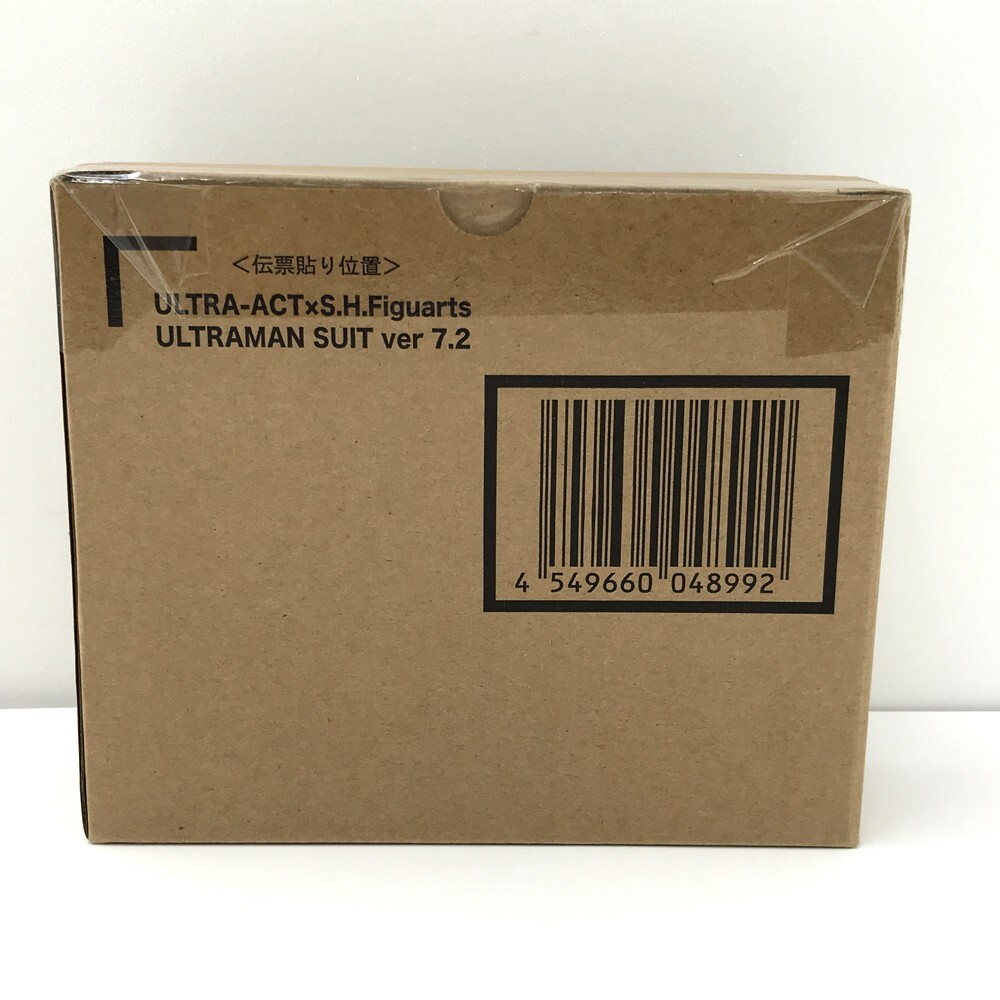 ＜伝票貼り位置＞
ULTRA-ACT×S.H.Figuarts
ULTRAMAN SUIT ver 7.2
4 549660 048992